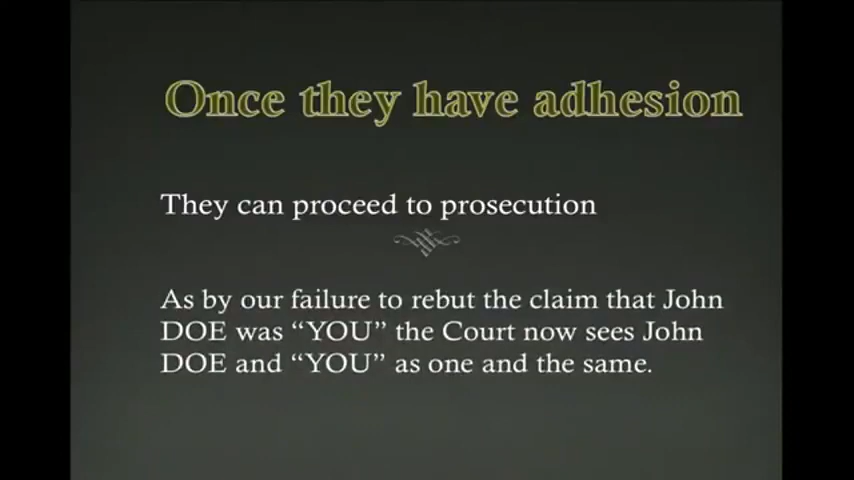 Once they have adhesion
They can proceed to prosecution
As by our failure to rebut the claim that John
DOE was “YOU” the Court now sees John
DOE and “YOU” as one and the same.